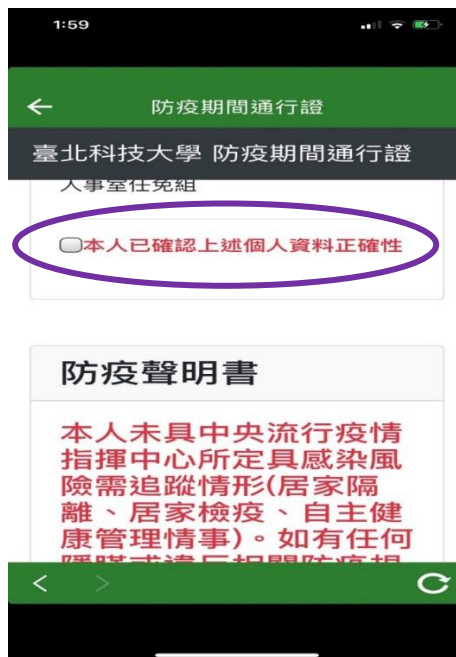 1:59
防疫期間通行證
臺北科技大學 防疫期間通行證
人事室任免組
本人已確認上述個人資料正確性
防疫聲明書
本人未具中央流行疫情
指揮中心所定具感染風
險需追蹤情形(居家隔
離、居家檢疫、自主健
康管理情事)。如有任何